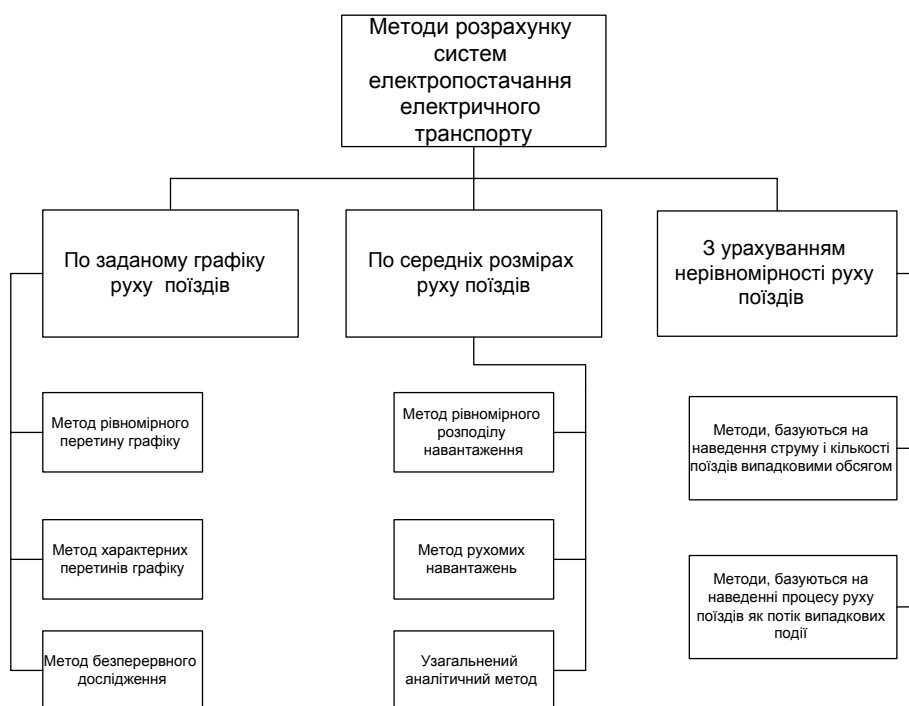 Методи розрахунку
систем
електропостачання
електричного
транспорту
По заданому графіку
руху поїздів
По середніх розмірах
руху поїздів
З урахуванням
нерівномірності руху
поїздів
Метод рівномірного
перетину графіку
Метод характерних
перетинів графіку
Метод безперервного
дослідження
Метод рівномірного
розподілу
навантаження
Метод рухомих
навантажень
Узагальнений
аналітичний метод
Методи, базуються на
наведення струму і кількості
поїздів випадковими обсягом
Методи, базуються на
наведенні процесу руху
поїздів як потік випадкових
події